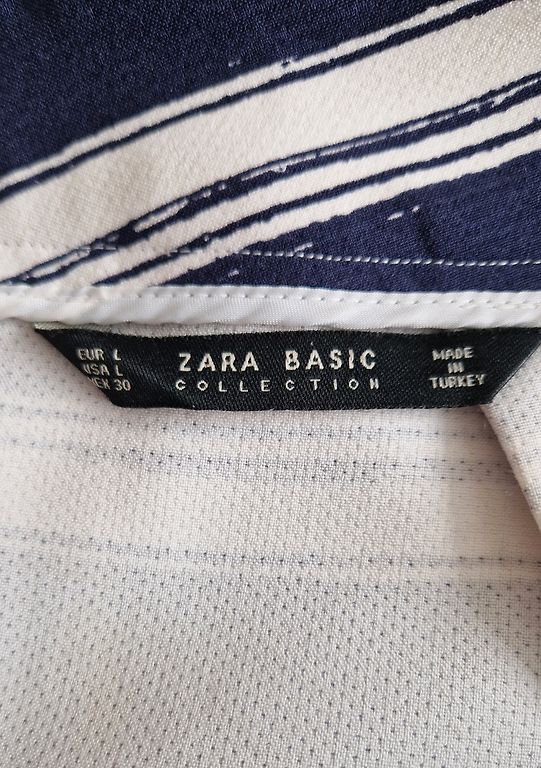 EUR L
USA L
MEX 30
ZARA BASIC
COLLECTION
MADE
IN
TURKEY